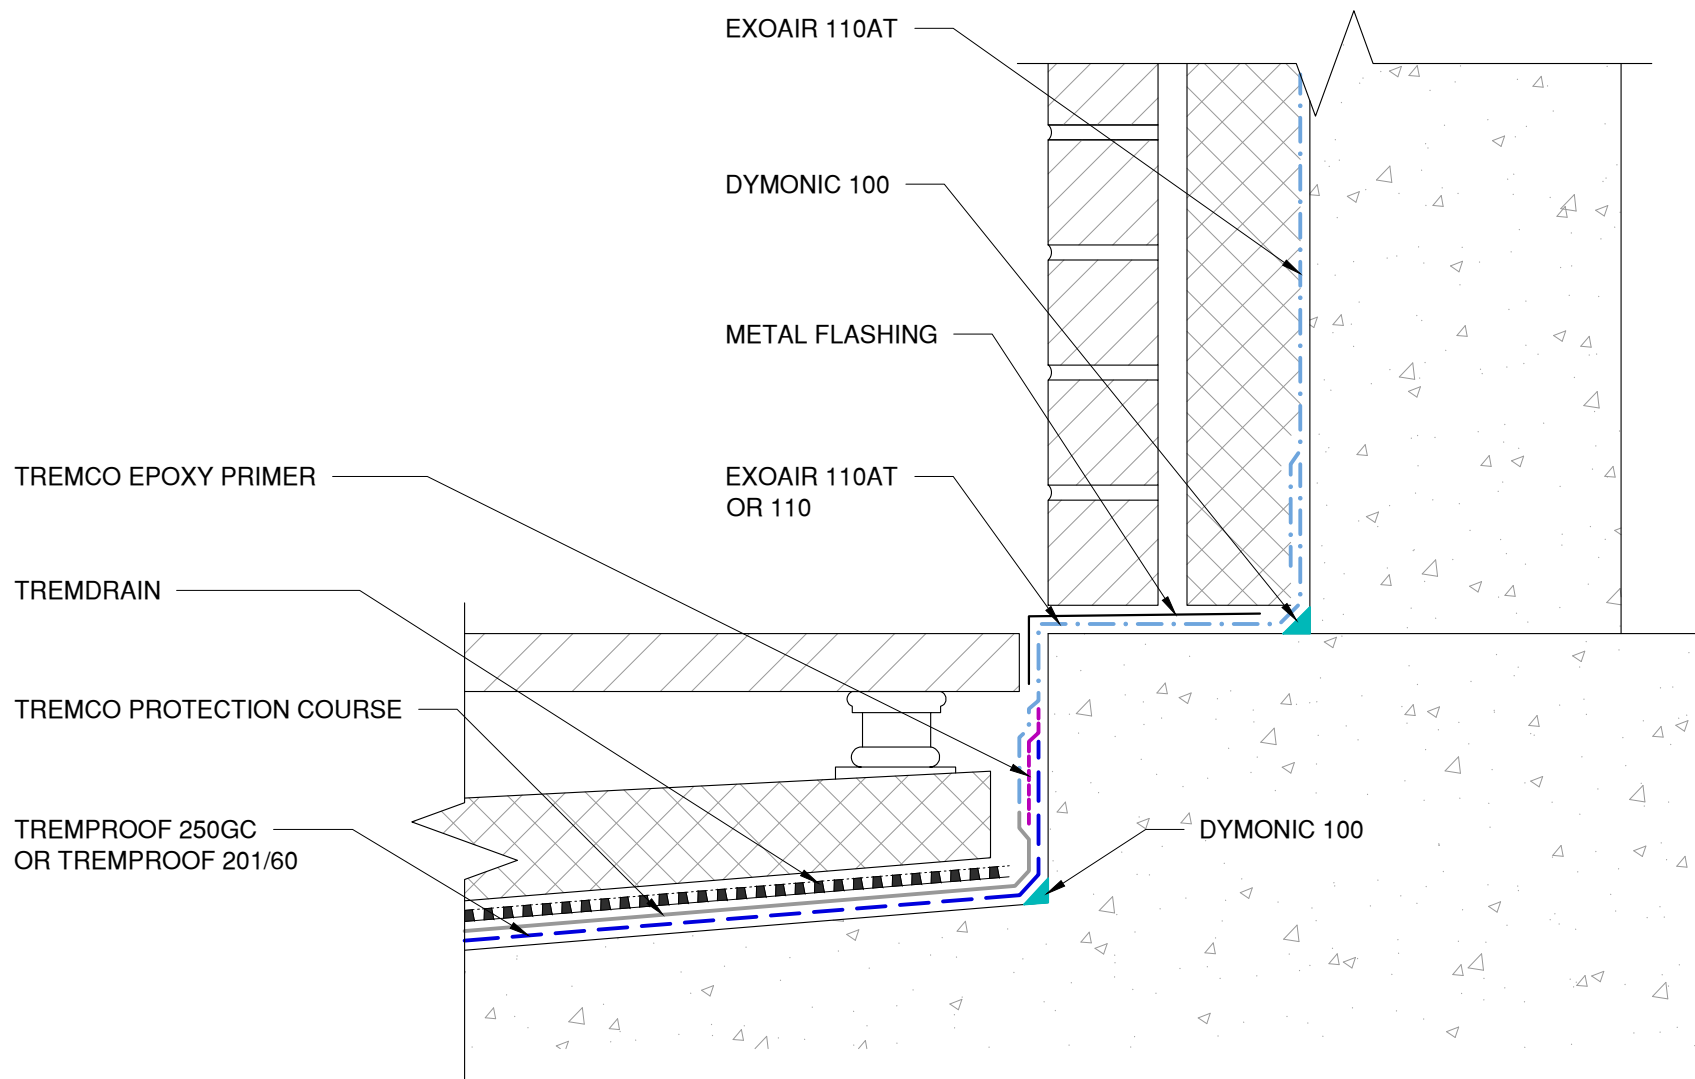 EXOAIR 110AT
DYMONIC 100
METAL FLASHING
TREMCO EPOXY PRIMER
EXOAIR 110AT
OR 110
TREMDRAIN
TREMCO PROTECTION COURSE
TREMPROOF 250GC
OR TREMPROOF 201/60
DYMONIC 100